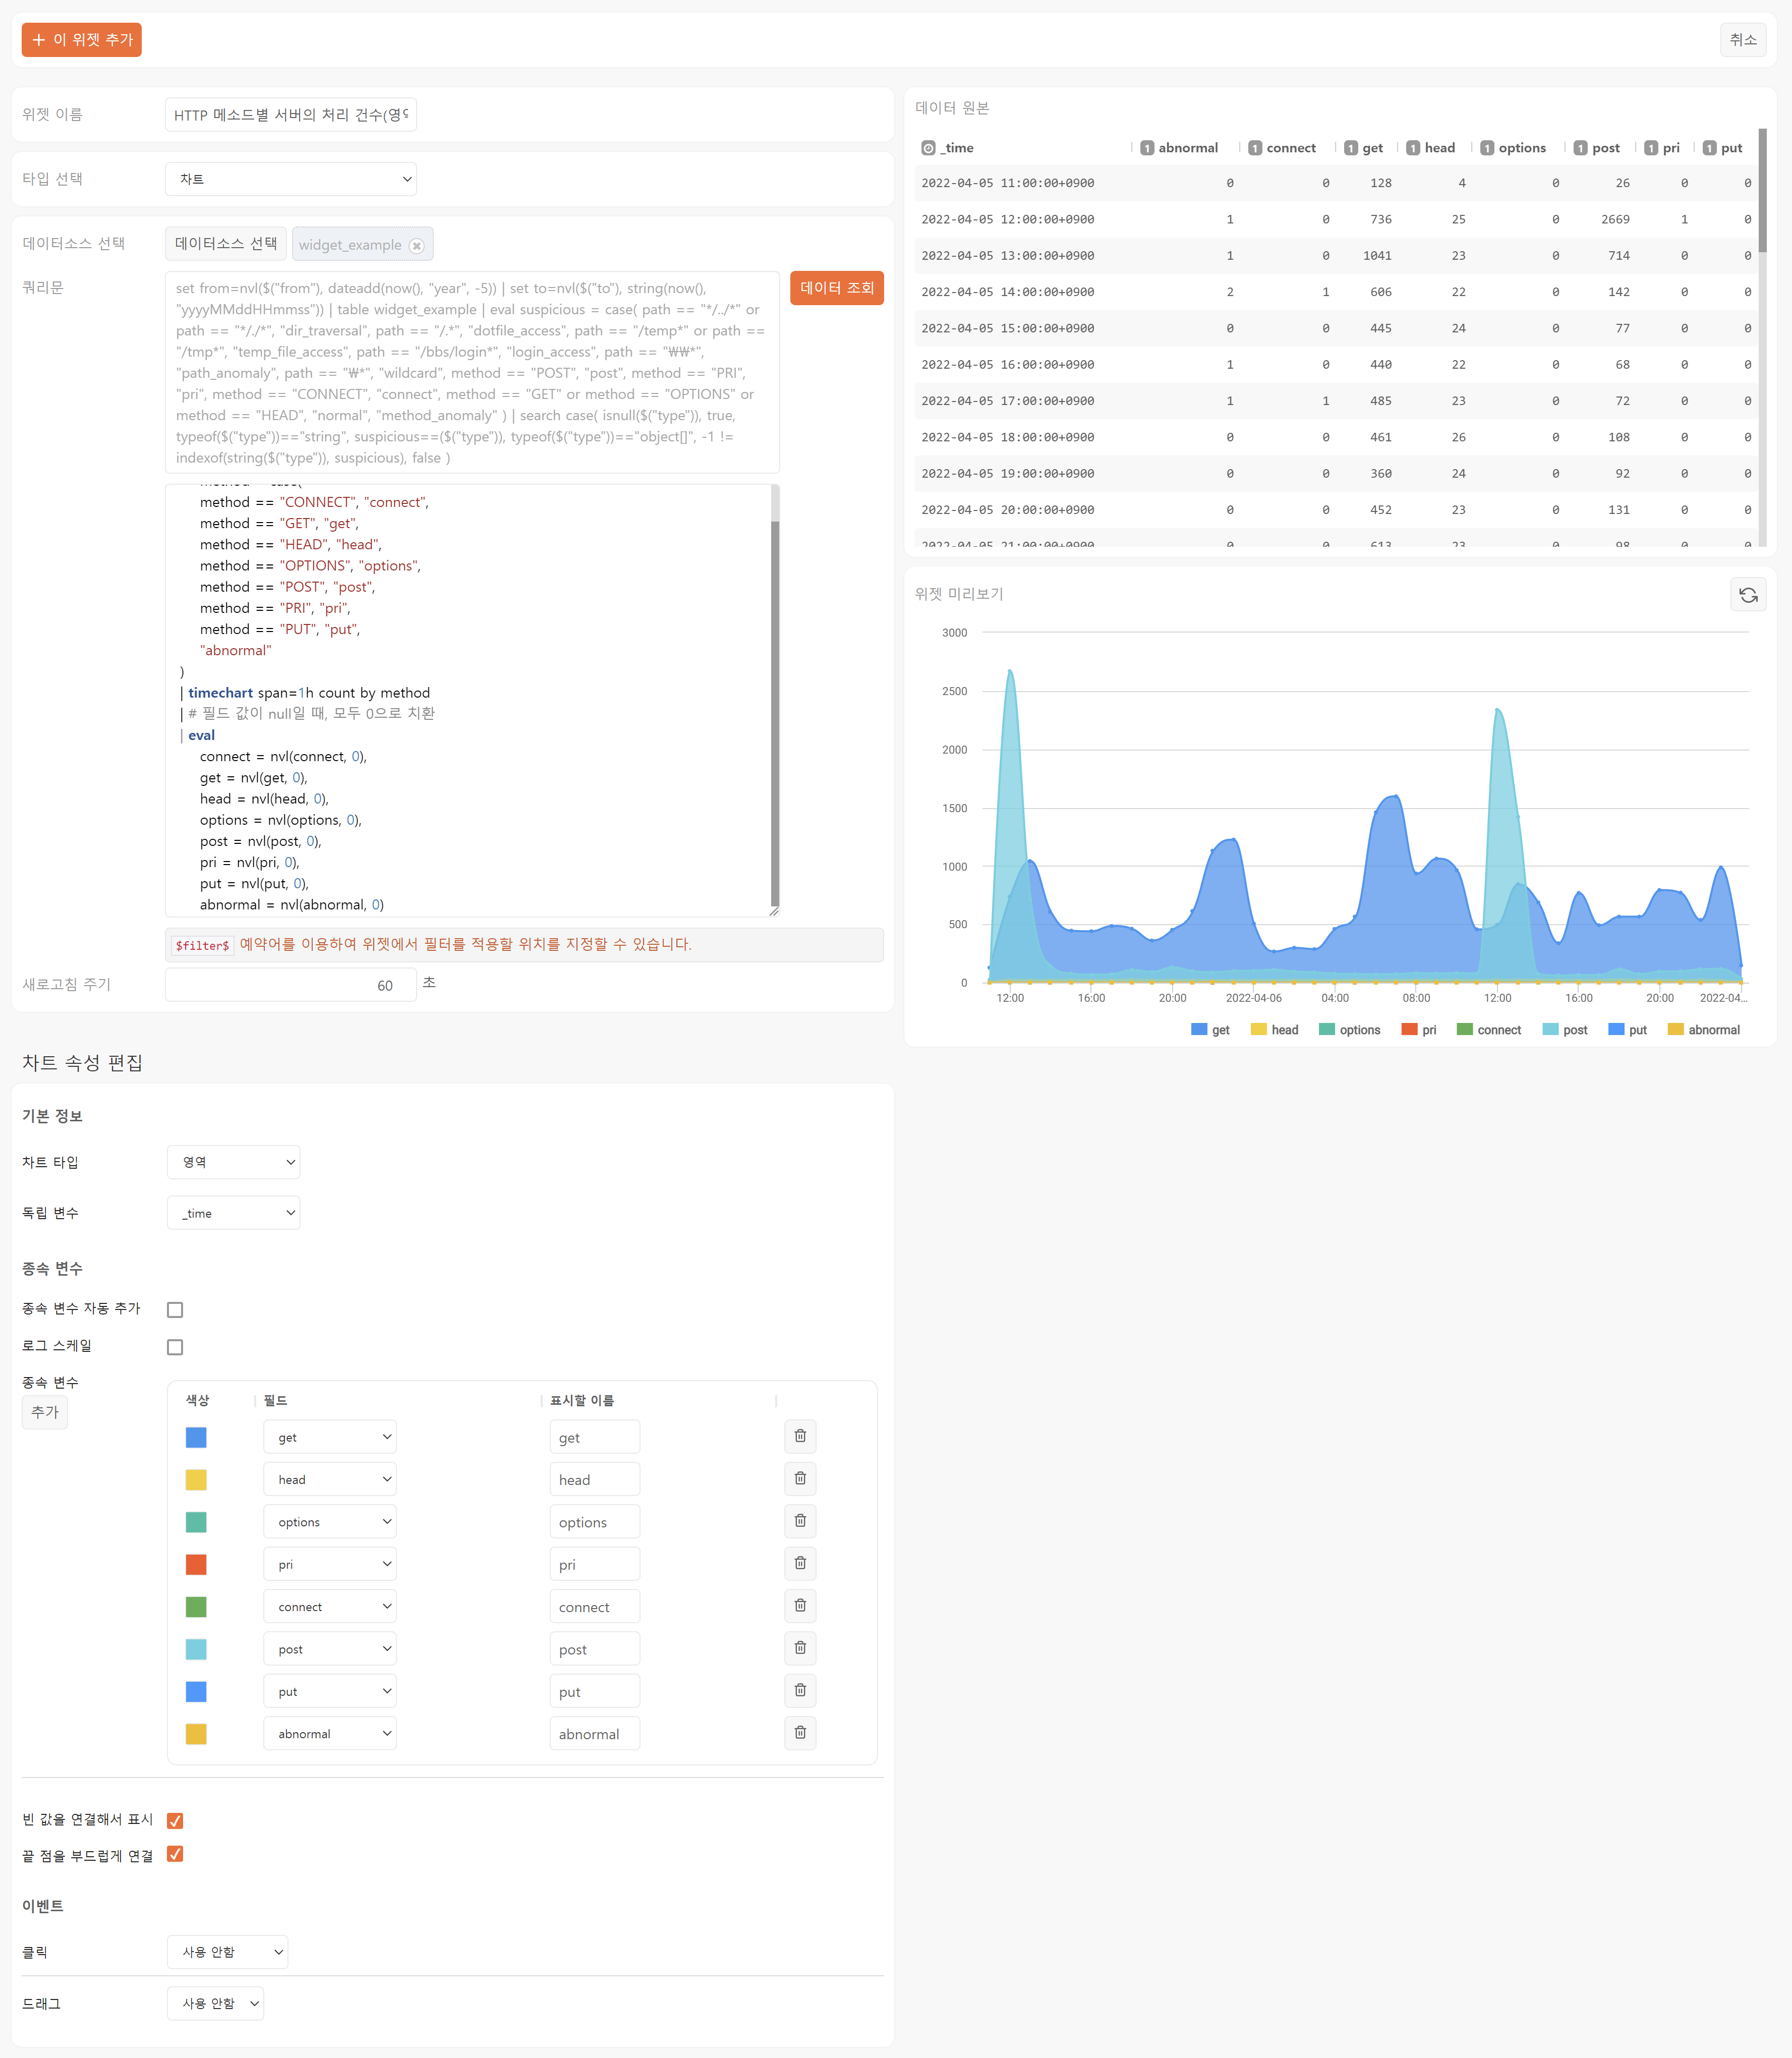 이 위젯 추가
취소
위젯 이름
HTTP 메소드별 서버의 처리 건수(영역
타입 선택
차트
데이터소스 선택
데이터소스 선택
widget_example
쿼리문
set from=nvl($("from"), dateadd(now(), "year", -5)) | set to=nvl($("to"), string(now(),
"yyyyMMddHHmmss")) | table widget_example | eval suspicious = case( path == "*/../*" or
path == "*/./*", "dir_traversal", path == "/.*", "dotfile_access", path == "/temp*" or path ==
"/tmp*", "temp_file_access", path == "/bbs/login*", "login_access", path == "₩₩*",
"path_anomaly", path == "₩*", "wildcard", method == "POST", "post", method == "PRI",
"pri", method == "CONNECT", "connect", method == "GET" or method == "OPTIONS" or
method == "HEAD", "normal", "method_anomaly" ) | search case( isnull($("type")), true,
typeof($("type"))=="string", suspicious==($("type")), typeof($("type"))=="object[]", -1 !=
indexof(string($("type")), suspicious), false )
데이터 조회
method == "CONNECT", "connect",
method == "GET", "get",
method == "HEAD", "head",
method == "OPTIONS", "options",
method == "POST", "post",
method == "PRI", "pri",
method == "PUT", "put",
"abnormal"
)
| timechart span=1h count by method
| # 필드 값이 null일 때, 모두 0으로 치환
| eval
connect = nvl(connect, 0),
get = nvl(get, 0),
head = nvl(head, 0),
options = nvl(options, 0),
post = nvl(post, 0),
pri = nvl(pri, 0),
put = nvl(put, 0),
abnormal = nvl(abnormal, 0)
$filter$ 예약어를 이용하여 위젯에서 필터를 적용할 위치를 지정할 수 있습니다.
새로고침 주기
60 초
데이터 원본
_time 1 abnormal 1 connect 1 get 1 head 1 options 1 post 1 pri 1 put
2022-04-05 11:00:00+0900 0 0 128 4 0 26 0 0
2022-04-05 12:00:00+0900 1 0 736 25 0 2669 1 0
2022-04-05 13:00:00+0900 1 0 1041 23 0 714 0 0
2022-04-05 14:00:00+0900 2 1 606 22 0 142 0 0
2022-04-05 15:00:00+0900 0 0 445 24 0 77 0 0
2022-04-05 16:00:00+0900 1 0 440 22 0 68 0 0
2022-04-05 17:00:00+0900 1 1 485 23 0 72 0 0
2022-04-05 18:00:00+0900 0 0 461 26 0 108 0 0
2022-04-05 19:00:00+0900 0 0 360 24 0 92 0 0
2022-04-05 20:00:00+0900 0 0 452 23 0 131 0 0
2022-04-05 21:00:00+0900 0 0 613 23 0 98 0 0
위젯 미리보기
3000
2500
2000
1500
1000
500
0
12:00 16:00 20:00 2022-04-06 04:00 08:00 12:00 16:00 20:00 2022-04...
get head options pri connect post put abnormal
차트 속성 편집
기본 정보
차트 타입
영역
독립 변수
_time
종속 변수
종속 변수 자동 추가
로그 스케일
종속 변수
추가
색상 필드 표시할 이름
get get
head head
options options
pri pri
connect connect
post post
put put
abnormal abnormal
빈 값을 연결해서 표시
끝 점을 부드럽게 연결
이벤트
클릭
사용 안함
드래그
사용 안함